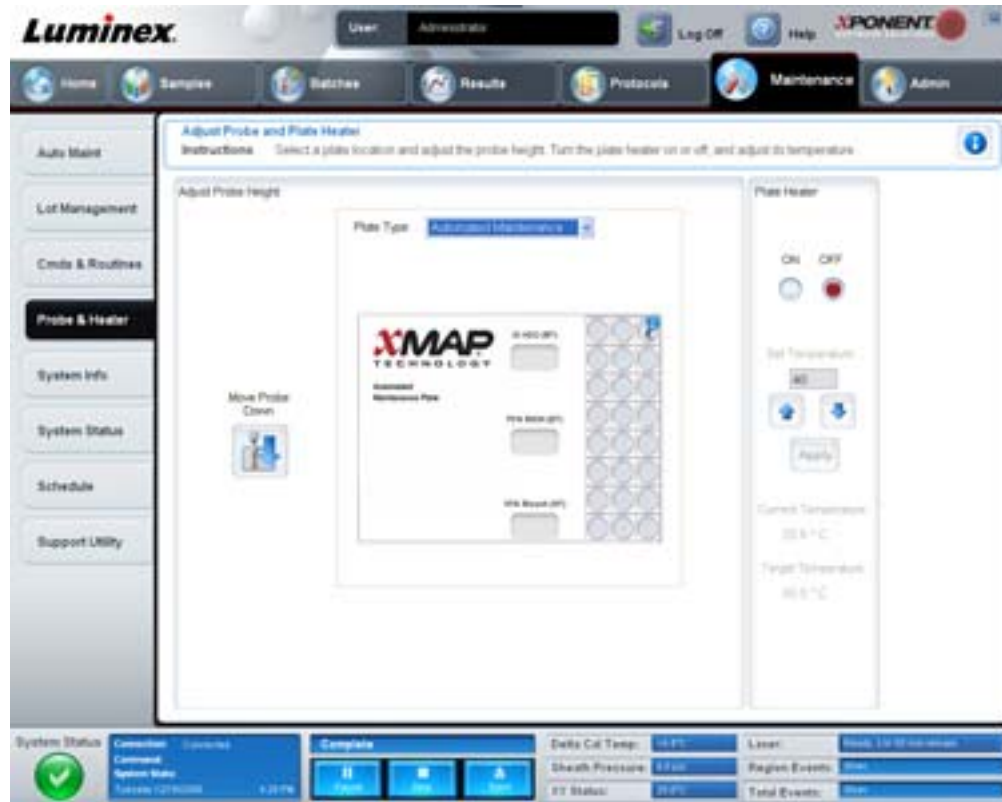 Luminex.
User: Administrator
Log Off
Help
XPONENT
Home
Samples
Batches
Results
Protocols
Maintenance
Admin
Auto Maint
Lot Management
Cmds & Routines
Probe & Heater
System Info
System Status
Schedule
Support Utility
Adjust Probe and Plate Heater
Instructions Select a plate location and adjust the probe height. Turn the plate heater on or off, and adjust its temperature.
Adjust Probe Height
Plate Type Automated Maintenance
Move Probe Down
XMAP
TECHNOLOGY
Automated
Maintenance Plate
Plate Heater
ON OFF
Set Temperature
40
Apply
Current Temperature
Target Temperature
System Status
Connection Connected
Command
System State
Complete
Pause
Stop
Eject
Delta Cal Temp:
Sheath Pressure:
XY Status:
Laser:
Region Events:
Total Events: